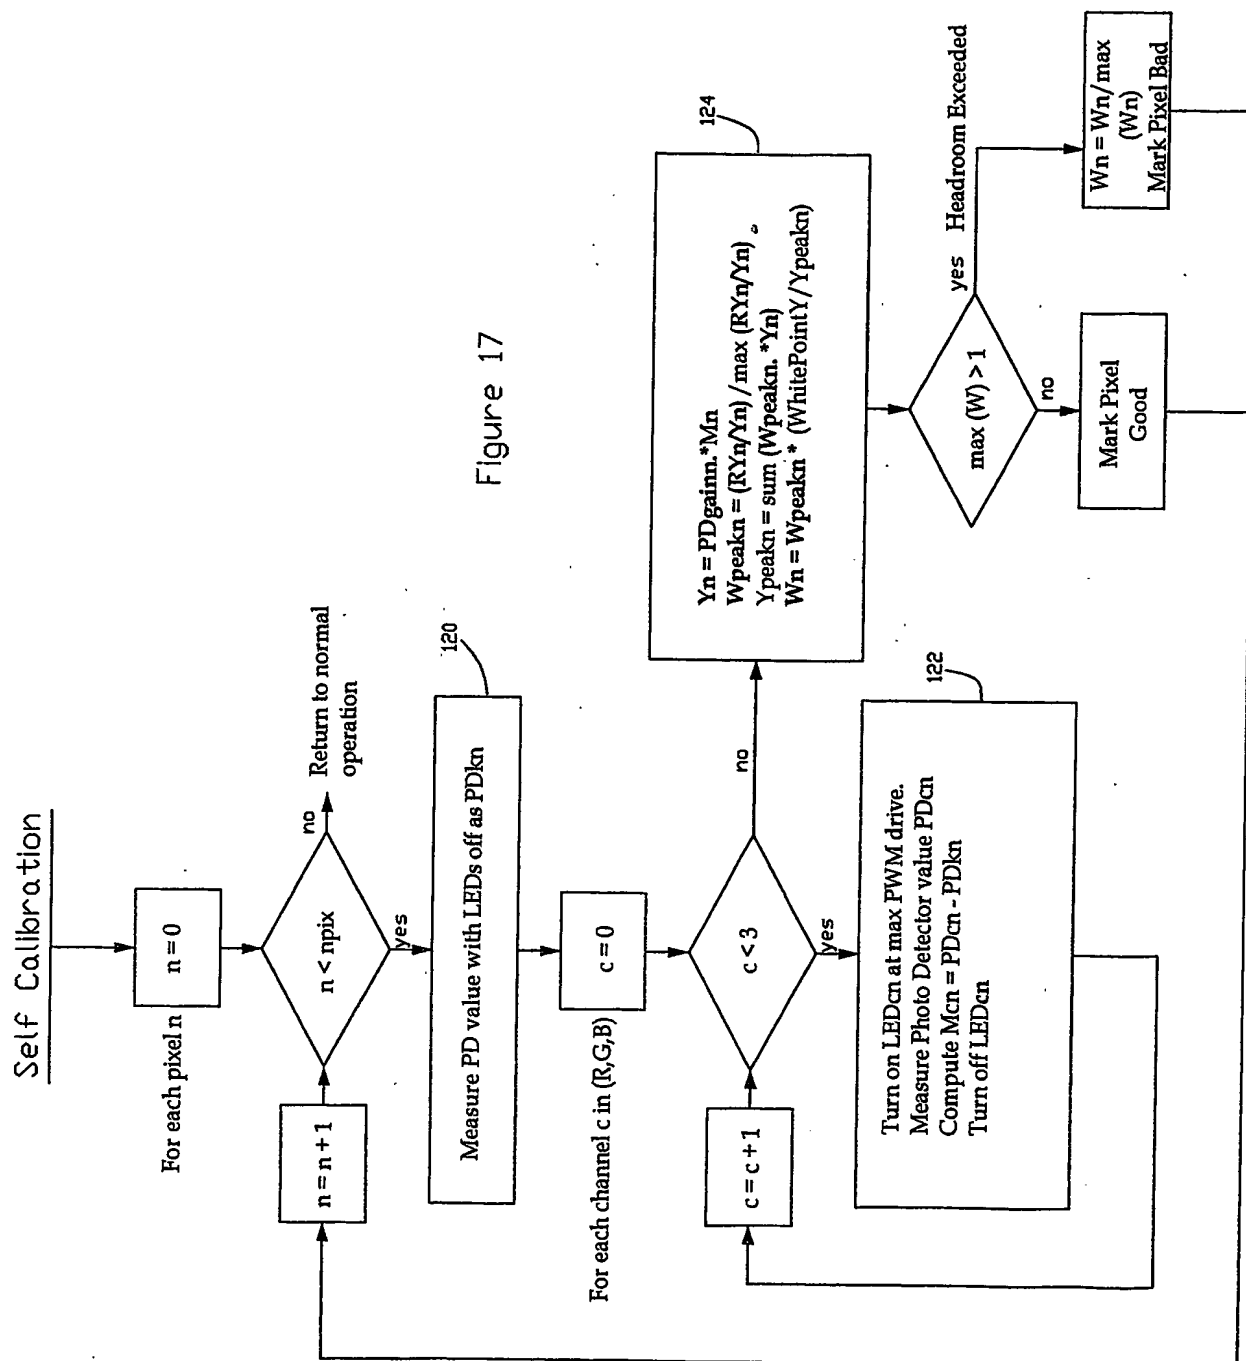 Self Calibration
For each pixel n
n = 0
n = n + 1
n < npix
no
Return to normal
operation
yes
120
Measure PD value with LEDs off as PDkn
For each channel c in (R,G,B)
c = 0
c = c + 1
c < 3
no
yes
122
Turn on LEDcn at max PWM drive.
Measure Photo Detector value PDcn
Compute Mcn = PDcn - PDkn
Turn off LEDcn
Figure 17
124
Yn = PDgainn.*Mn
Wpeakn = (RYn/Yn) / max (RYn/Yn)
Ypeakn = sum (Wpeakn. *Yn)
Wn = Wpeakn * (WhitePointY/Ypeakn)
max (W) > 1
yes
Headroom Exceeded
no
Mark Pixel
Good
Wn = Wn/max
(Wn)
Mark Pixel Bad